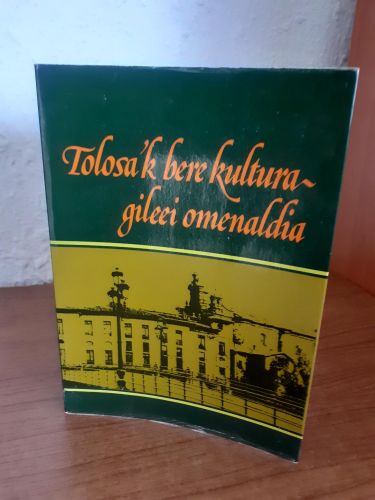 Tolosa'k bere kultura~
gileei omenaldia